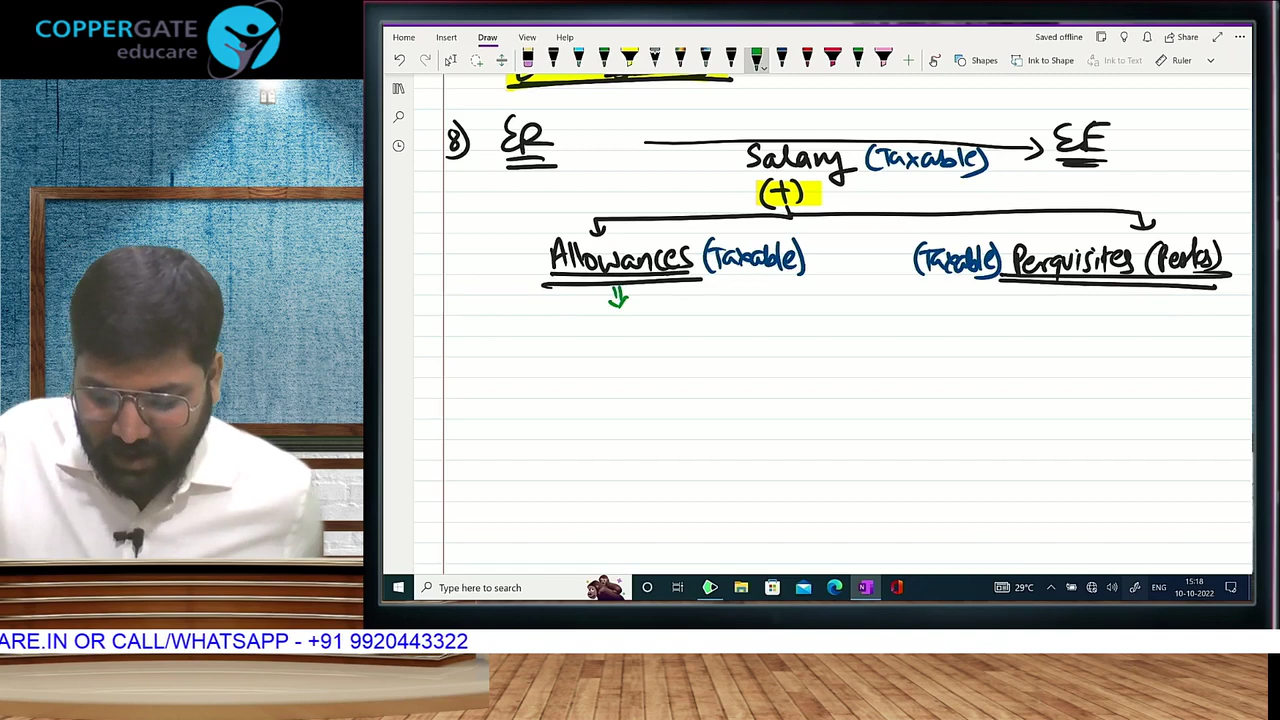 COPPERGATE
educare
Home Insert Draw View Help
Saved offline
Share
Shapes
Ink to Shape
Ink to Text
Ruler
8) ER EE
Salary (Taxable)
(+)
Allowances (Taxable) (Taxable) Perquisites (Perks)
Type here to search
29°C
ENG
15:18
10-10-2022
ARE.IN OR CALL/WHATSAPP - +91 9920443322